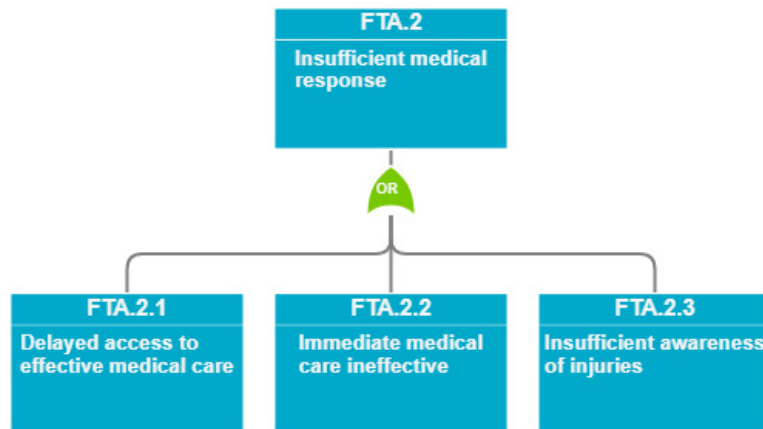 FTA.2
Insufficient medical
response
OR
FTA.2.1
Delayed access to
effective medical care
FTA.2.2
Immediate medical
care ineffective
FTA.2.3
Insufficient awareness
of injuries